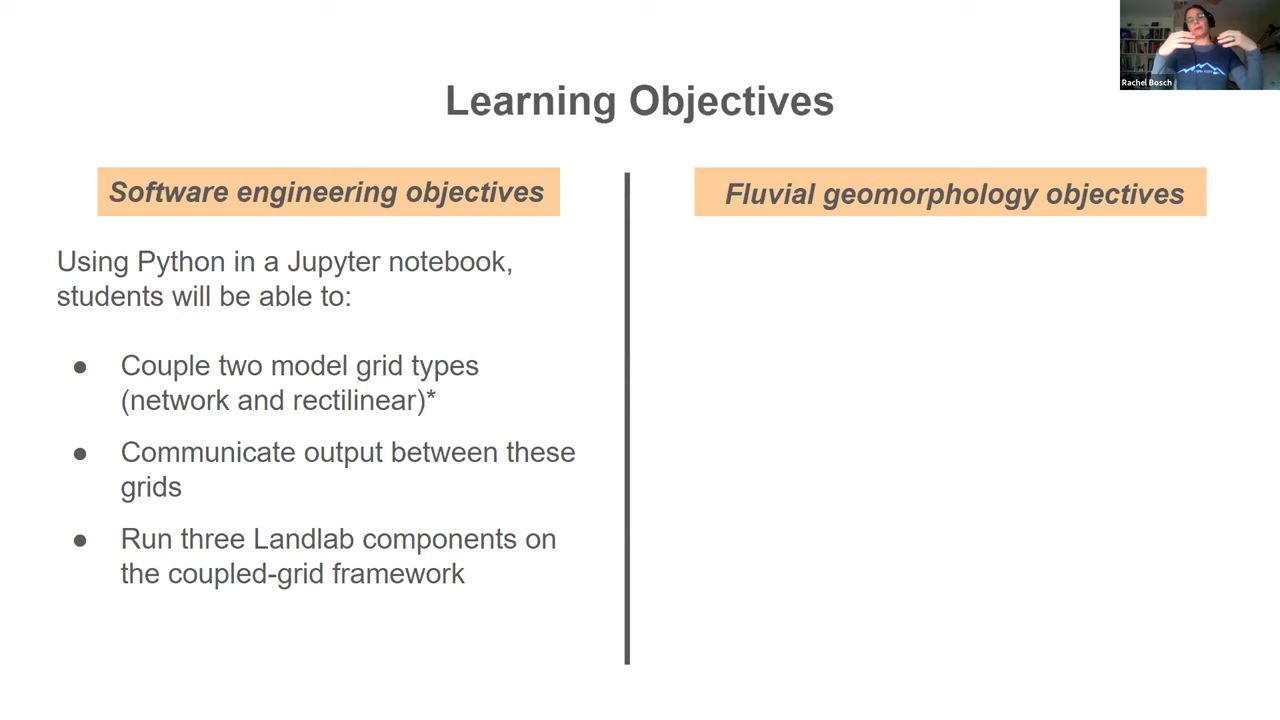 Rachel Bosch
Learning Objectives
Software engineering objectives
Using Python in a Jupyter notebook,
students will be able to:
● Couple two model grid types
(network and rectilinear)*
● Communicate output between these
grids
● Run three Landlab components on
the coupled-grid framework
Fluvial geomorphology objectives